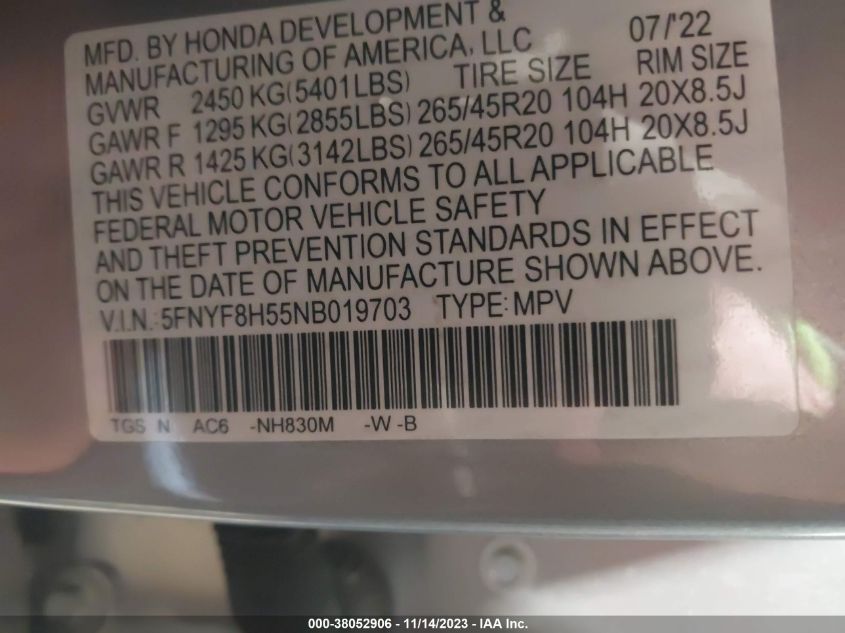 MFD. BY HONDA DEVELOPMENT & 07/'22
MANUFACTURING OF AMERICA, LLC
GVWR 2450 KG(5401LBS) TIRE SIZE RIM SIZE
GAWR F 1295 KG(2855LBS) 265/45R20 104H 20X8.5J
GAWR R 1425 KG(3142LBS) 265/45R20 104H 20X8.5J
THIS VEHICLE CONFORMS TO ALL APPLICABLE
FEDERAL MOTOR VEHICLE SAFETY
AND THEFT PREVENTION STANDARDS IN EFFECT
ON THE DATE OF MANUFACTURE SHOWN ABOVE.
V.I.N.: 5FNYF8H55NB019703 TYPE: MPV
TGS N AC6 -NH830M -W -B
000-38052906 - 11/14/2023 - IAA Inc.